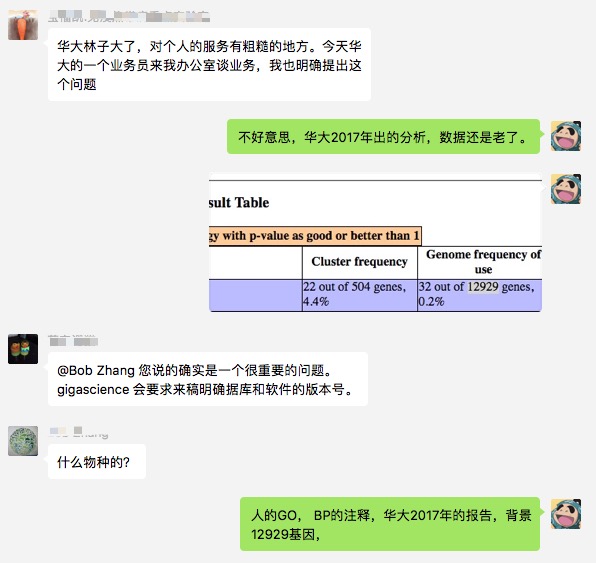 华大林子大了，对个人的服务有粗糙的地方。今天华
大的一个业务员来我办公室谈业务，我也明确提出这
个问题
不好意思，华大2017年出的分析，数据还是老了。
sult Table
gy with p-value as good or better than 1
Cluster frequency
Genome frequency of
use
22 out of 504 genes,
4.4%
32 out of 12929 genes,
0.2%
@Bob Zhang 您说的确实是一个很重要的问题。
gigascience 会要求来稿明确据库和软件的版本号。
什么物种的？
人的GO， BP的注释，华大2017年的报告，背景
12929基因，